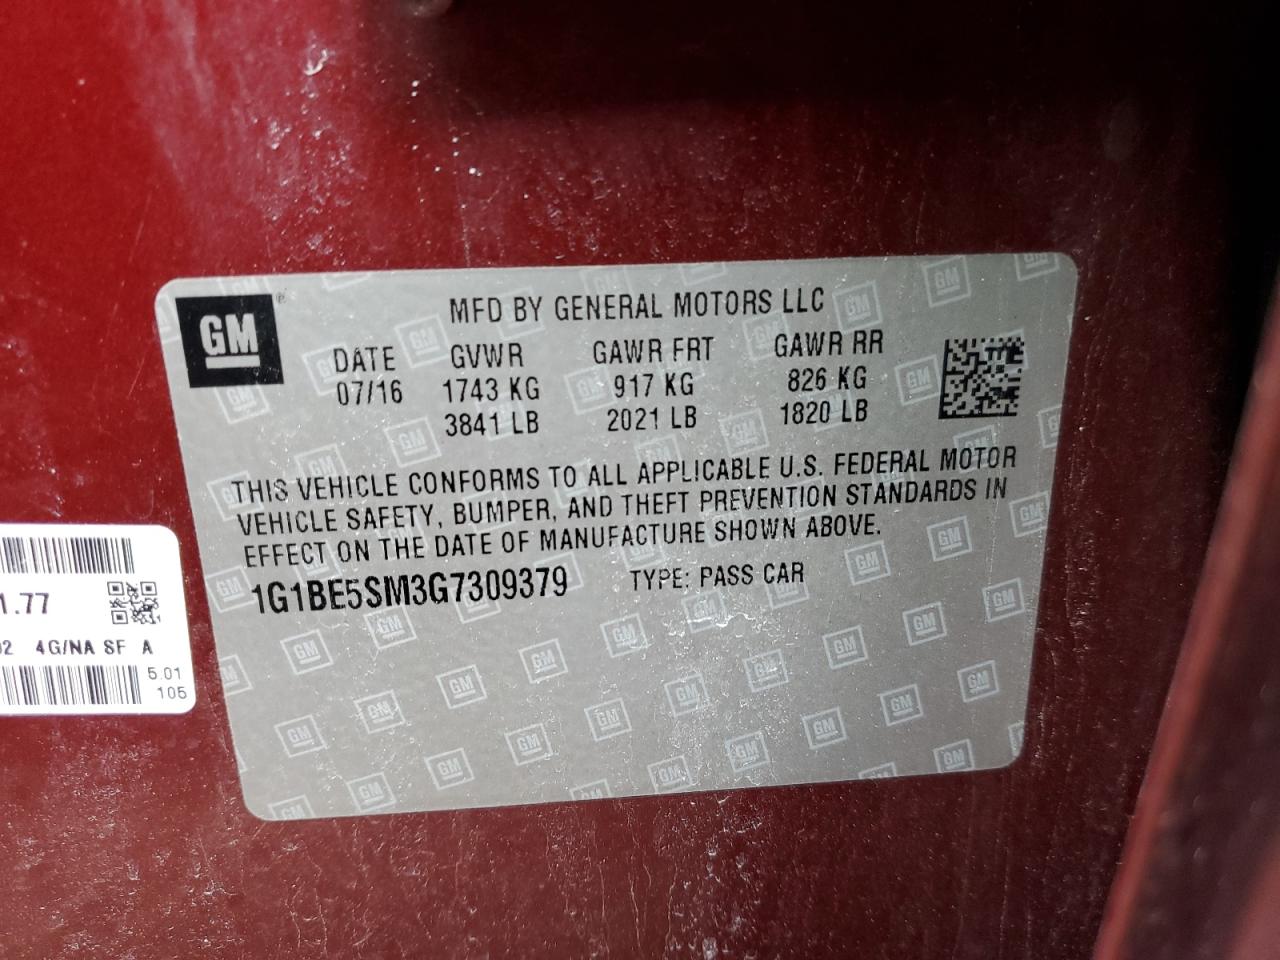 GM
MFD BY GENERAL MOTORS LLC
DATE GVWR GAWR FRT GAWR RR
07/16 1743 KG 917 KG 826 KG
3841 LB 2021 LB 1820 LB
THIS VEHICLE CONFORMS TO ALL APPLICABLE U.S. FEDERAL MOTOR
VEHICLE SAFETY, BUMPER, AND THEFT PREVENTION STANDARDS IN
EFFECT ON THE DATE OF MANUFACTURE SHOWN ABOVE.
1G1BE5SM3G7309379 TYPE: PASS CAR
1.77
02 4G/NA SF A
5.01
105